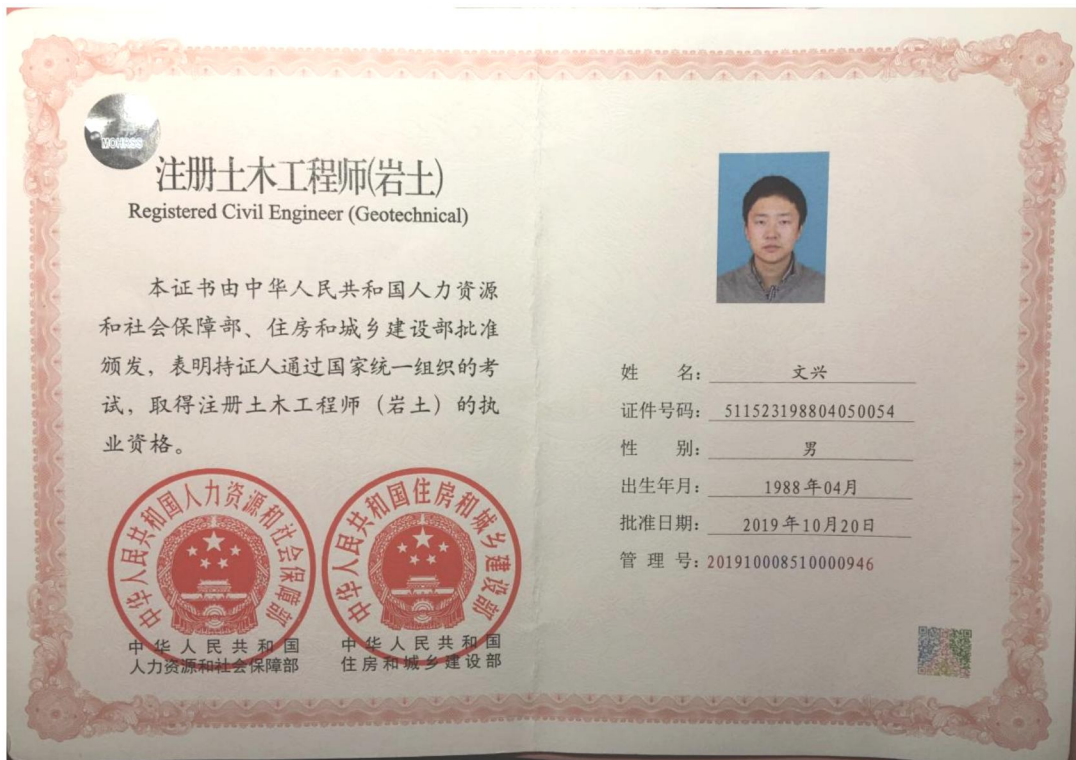 MOHRSS
注册土木工程师(岩土)
Registered Civil Engineer (Geotechnical)
本证书由中华人民共和国人力资源
和社会保障部、住房和城乡建设部批准
颁发，表明持证人通过国家统一组织的考
试，取得注册土木工程师（岩土）的执
业资格。
中华人民共和国人力资源和社会保障部
中华人民共和国住房和城乡建设部
中华人民共和国
人力资源和社会保障部
中华人民共和国
住房和城乡建设部
姓 名：文兴
证件号码：511523198804050054
性 别：男
出生年月：1988年04月
批准日期：2019年10月20日
管 理 号：201910008510000946